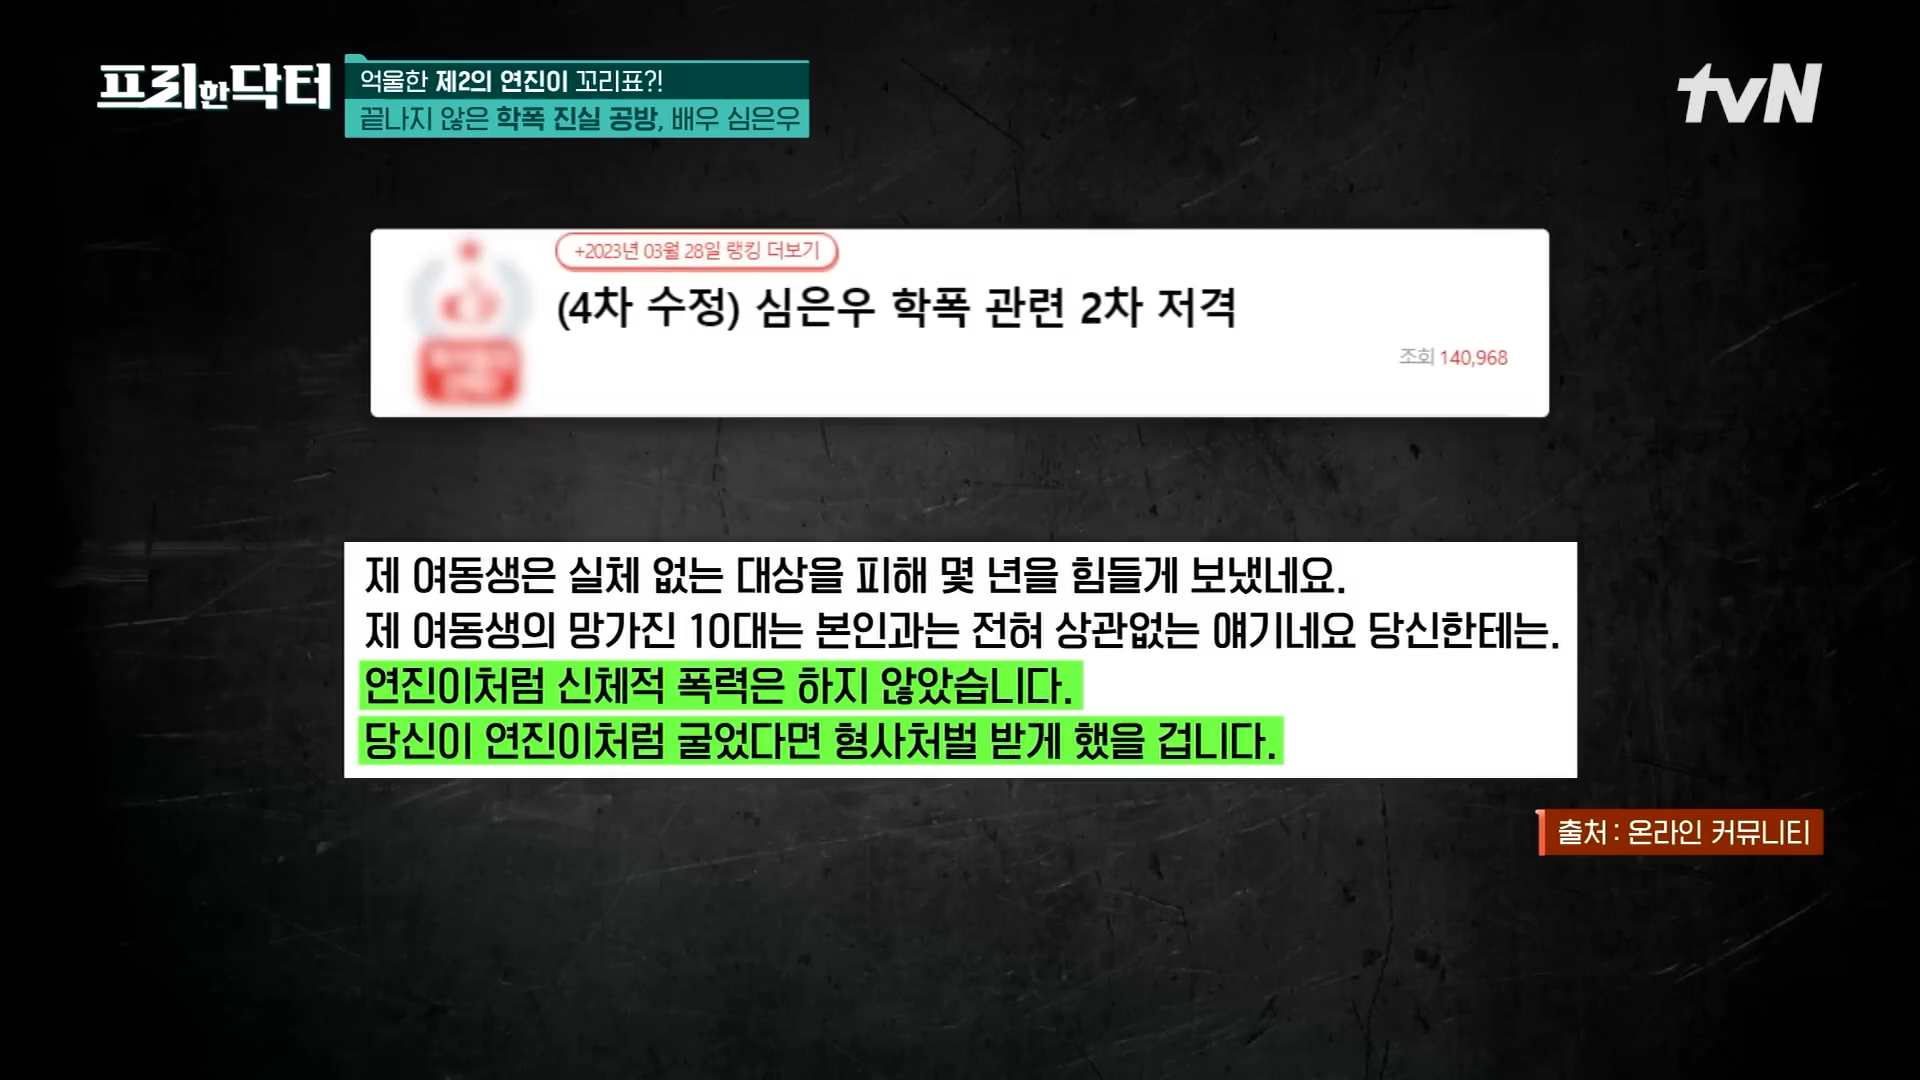 프리한닥터
억울한 제2의 연진이 꼬리표?!
끝나지 않은 학폭 진실 공방, 배우 심은우
tvN
+2023년 03월 28일 랭킹 더보기
(4차 수정) 심은우 학폭 관련 2차 저격
조회 140,968
제 여동생은 실체 없는 대상을 피해 몇 년을 힘들게 보냈네요.
제 여동생의 망가진 10대는 본인과는 전혀 상관없는 얘기네요 당신한테는.
연진이처럼 신체적 폭력은 하지 않았습니다.
당신이 연진이처럼 굴었다면 형사처벌 받게 했을 겁니다.
출처 : 온라인 커뮤니티